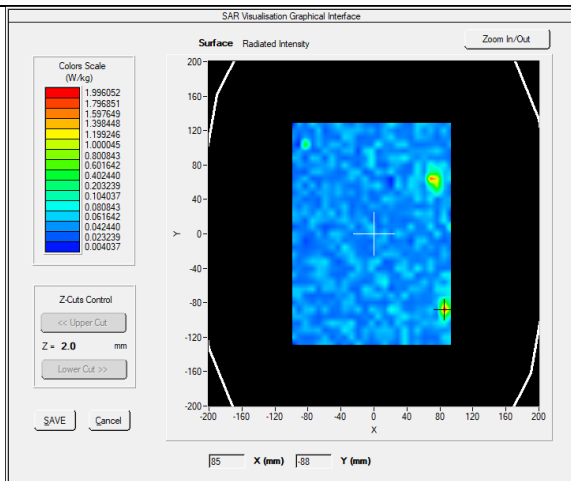 SAR Visualisation Graphical Interface
Surface Radiated Intensity
Zoom In/Out
Colors Scale
(W/kg)
1.996052
1.796851
1.597649
1.398448
1.199246
1.000045
0.800843
0.601642
0.402440
0.203239
0.104037
0.080843
0.061642
0.042440
0.023239
0.004037
Z-Cuts Control
<< Upper Cut
Z = 2.0 mm
Lower Cut >>
SAVE Cancel
200
160
120
80
40
0
-40
-80
-120
-160
-200
Y
-200 -160 -120 -80 -40 0 40 80 120 160 200
X
85 X (mm) -88 Y (mm)